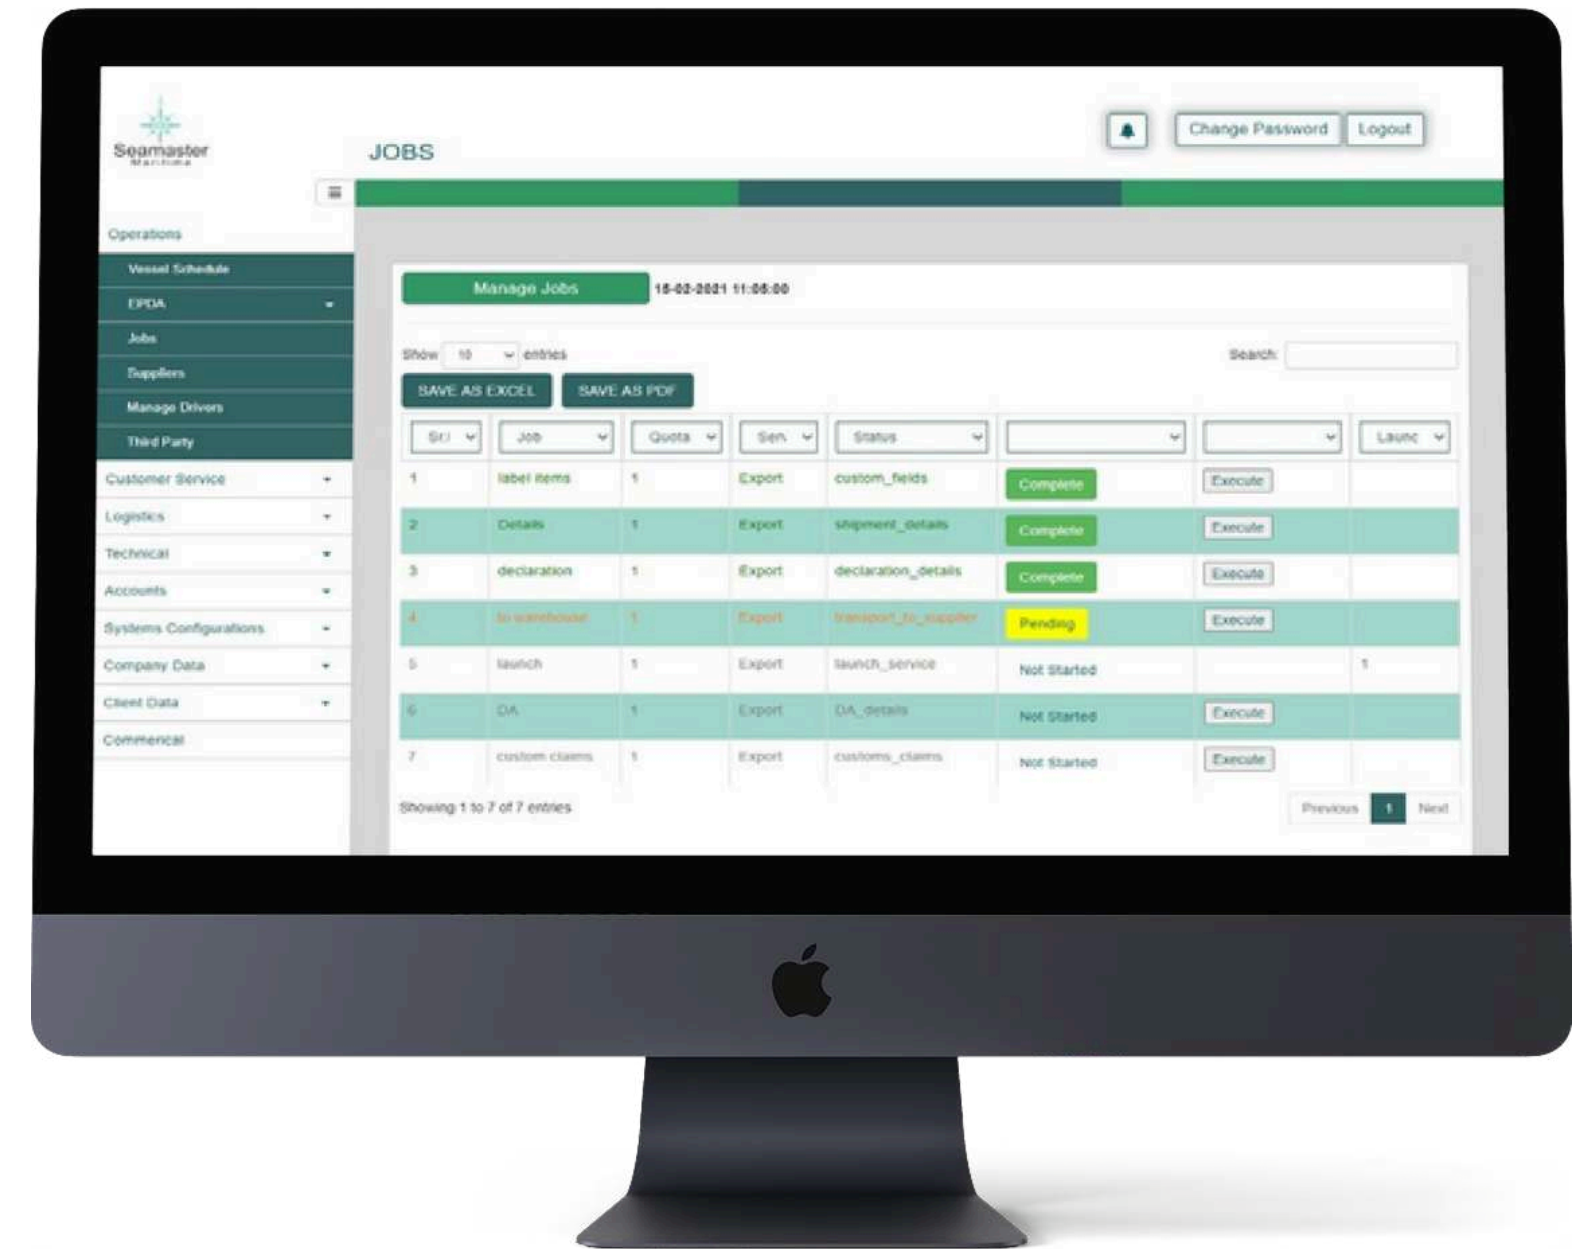 Seamaster
Maritime
JOBS
Change Password
Logout
Operations
Vessel Schedule
EPDA
Jobs
Suppliers
Manage Drivers
Third Party
Customer Service
Logistics
Technical
Accounts
Systems Configurations
Company Data
Client Data
Commerical
Manage Jobs 15-02-2021 11:05:00
Show 10 entries
Search:
SAVE AS EXCEL SAVE AS PDF
Job Quota Serv Status Launc
1 label items 1 Export custom_fields Complete Execute
2 Details 1 Export shipment_details Complete Execute
3 declaration 1 Export declaration_details Complete Execute
4 to warehouse 1 Export transport_to_supplier Pending Execute
5 launch 1 Export launch_service Not Started 1
6 DA 1 Export DA_details Not Started Execute
7 custom claims 1 Export customs_claims Not Started Execute
Showing 1 to 7 of 7 entries
Previous 1 Next